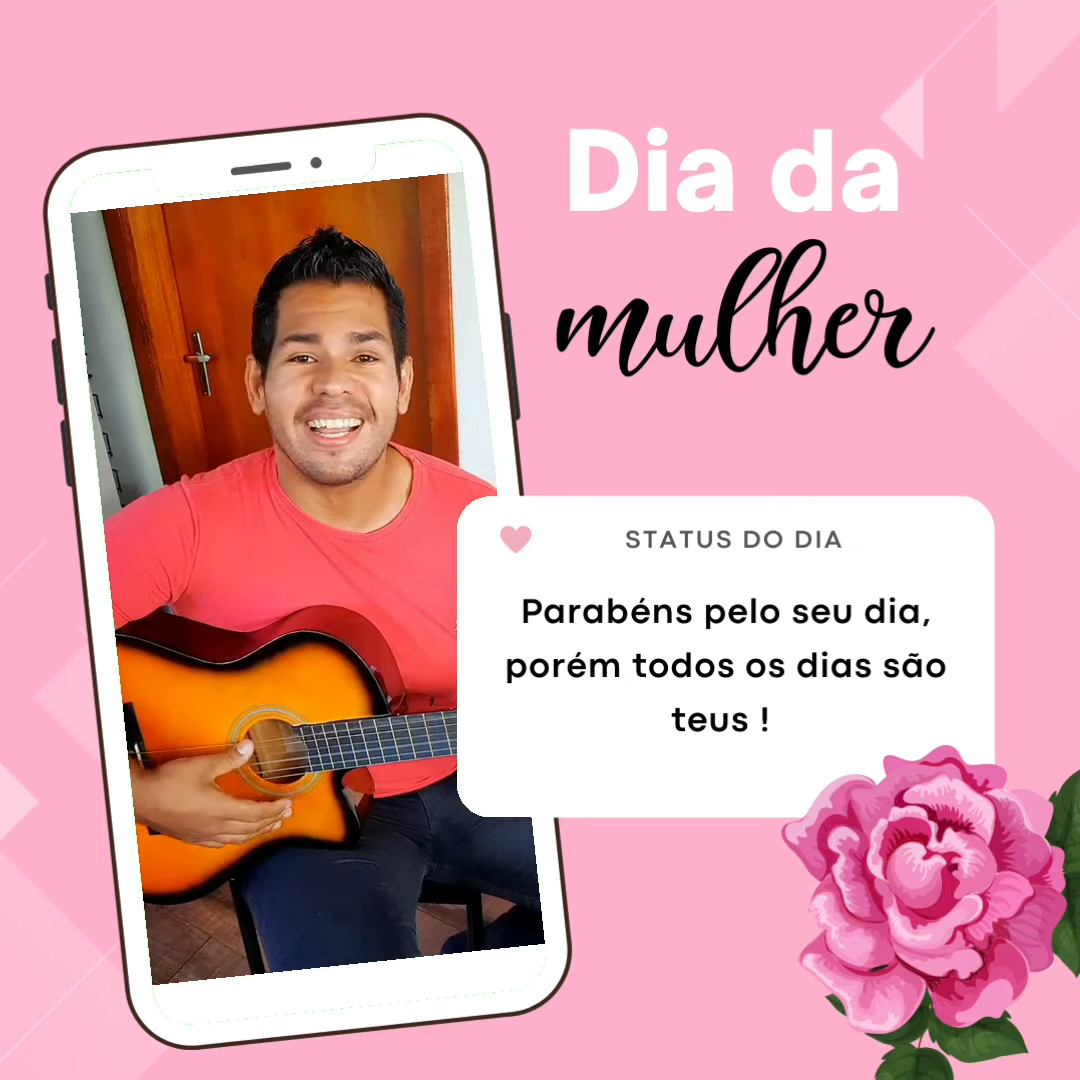 Dia da
mulher
STATUS DO DIA
Parabéns pelo seu dia,
porém todos os dias são
teus !